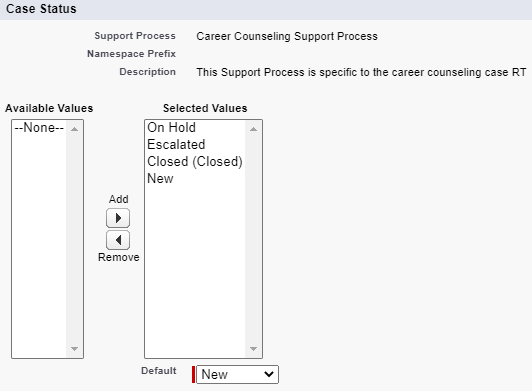 Case Status
Support Process Career Counseling Support Process
Namespace Prefix
Description This Support Process is specific to the career counseling case RT
Available Values Selected Values
--None--
On Hold
Escalated
Closed (Closed)
New
Add
Remove
Default New